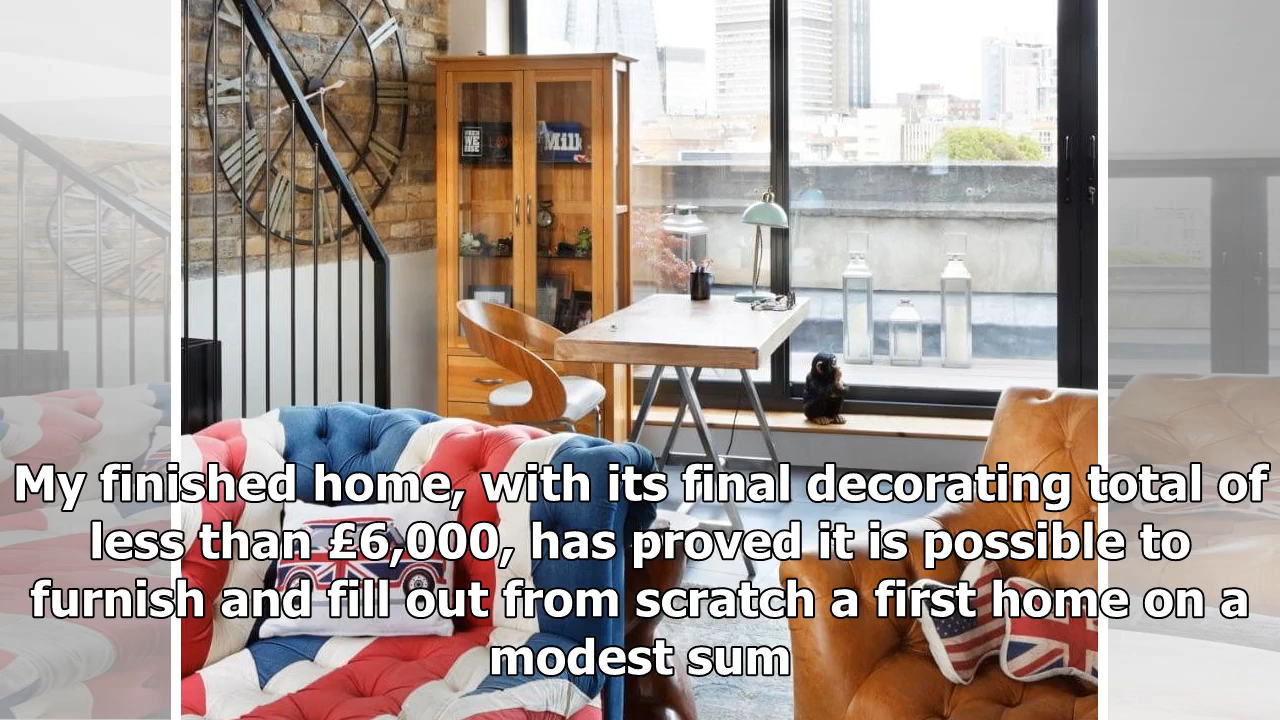 Milk
My finished home, with its final decorating total of
less than £6,000, has proved it is possible to
furnish and fill out from scratch a first home on a
modest sum